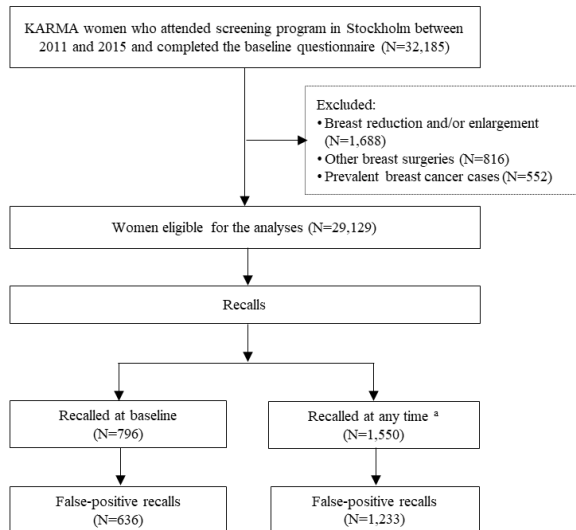 KARMA women who attended screening program in Stockholm between
2011 and 2015 and completed the baseline questionnaire (N=32,185)
Excluded:
• Breast reduction and/or enlargement
(N=1,688)
• Other breast surgeries (N=816)
• Prevalent breast cancer cases (N=552)
Women eligible for the analyses (N=29,129)
Recalls
Recalled at baseline
(N=796)
Recalled at any time ᵃ
(N=1,550)
False-positive recalls
(N=636)
False-positive recalls
(N=1,233)